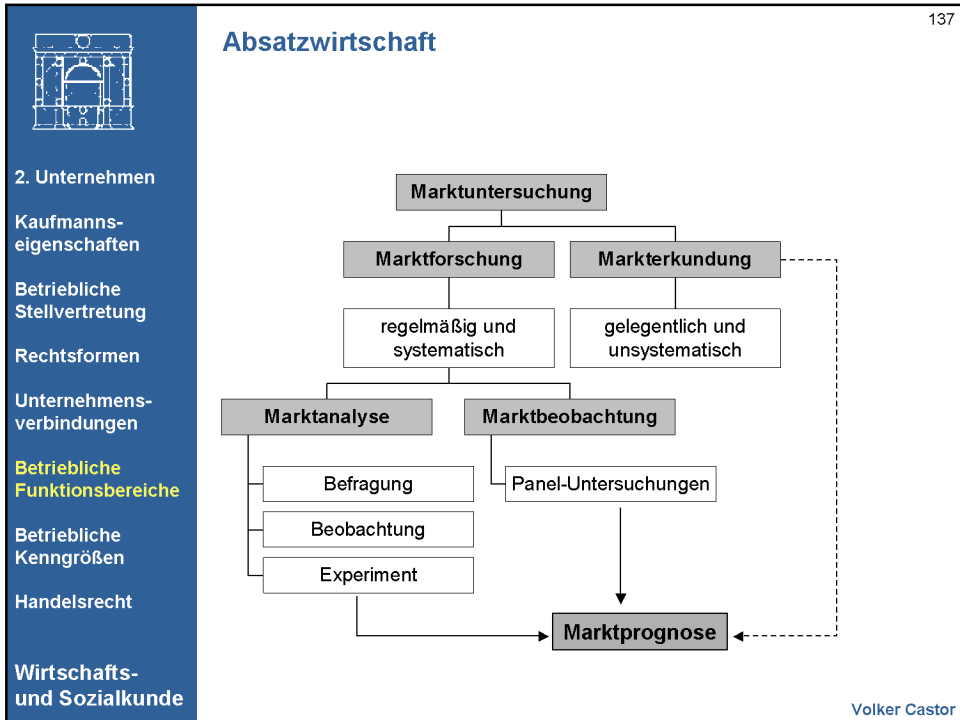 137
Absatzwirtschaft
2. Unternehmen
Kaufmanns-
eigenschaften
Betriebliche
Stellvertretung
Rechtsformen
Unternehmens-
verbindungen
Betriebliche
Funktionsbereiche
Betriebliche
Kenngrößen
Handelsrecht
Wirtschafts-
und Sozialkunde
Marktuntersuchung
Marktforschung
Markterkundung
regelmäßig und
systematisch
gelegentlich und
unsystematisch
Marktanalyse
Marktbeobachtung
Befragung
Panel-Untersuchungen
Beobachtung
Experiment
Marktprognose
Volker Castor